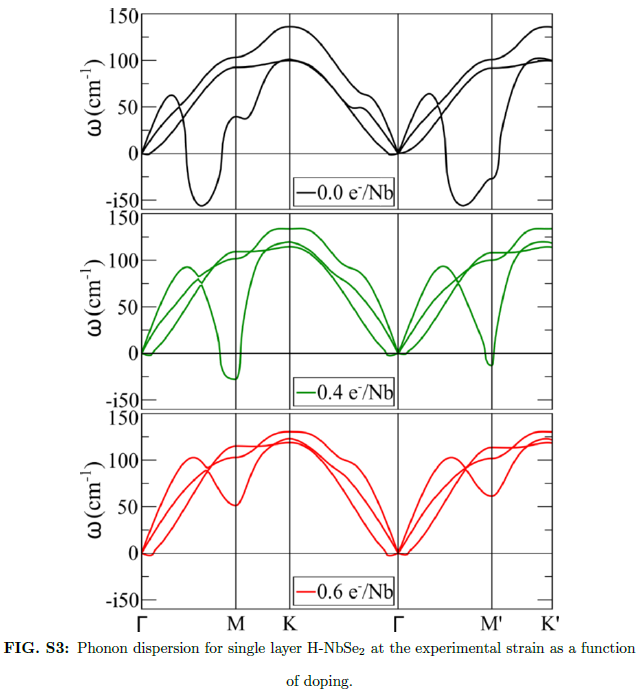 150
100
50
0
-150
ω(cm⁻¹)
0.0 e⁻/Nb
150
100
50
0
-150
ω(cm⁻¹)
0.4 e⁻/Nb
150
100
50
0
-150
ω(cm⁻¹)
0.6 e⁻/Nb
Γ M K Γ M' K'
FIG. S3: Phonon dispersion for single layer H-NbSe₂ at the experimental strain as a function
of doping.